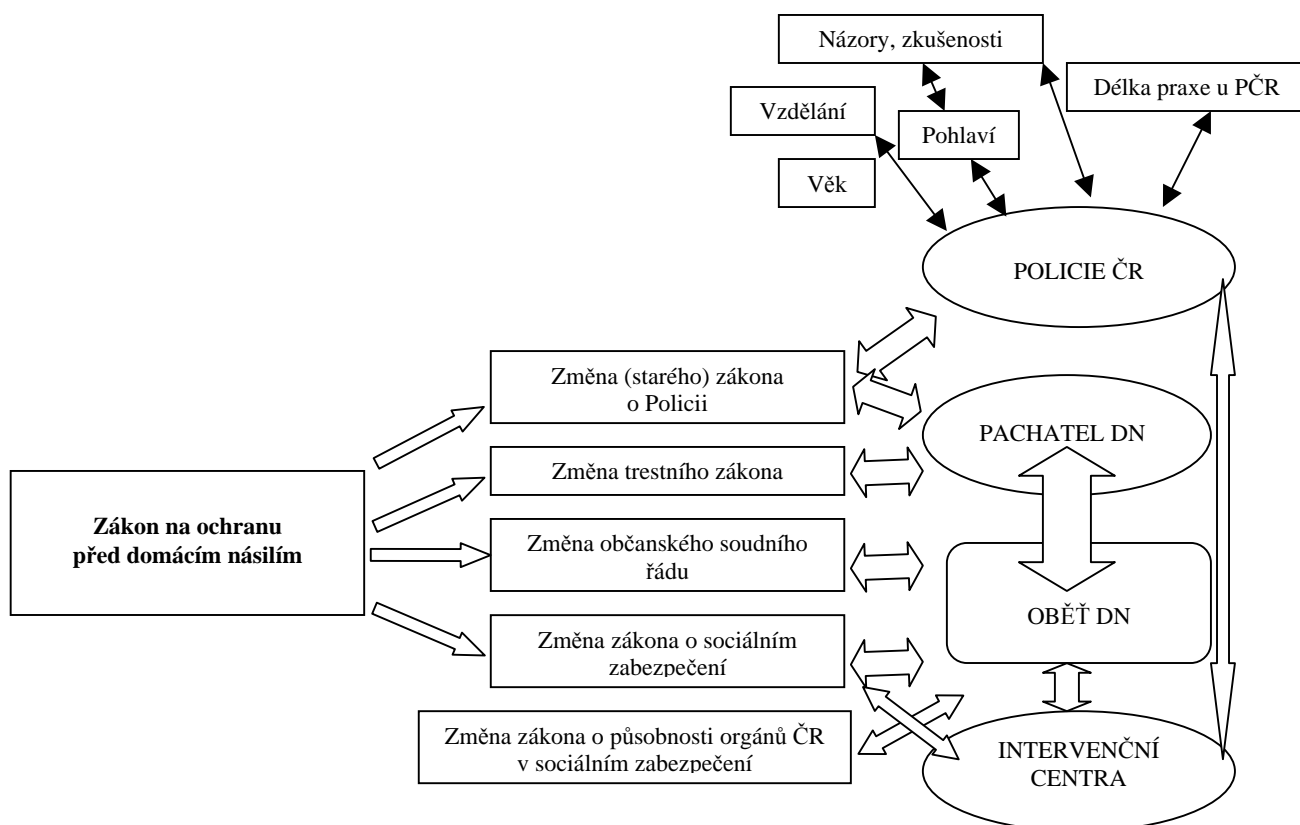 Názory, zkušenosti
Délka praxe u PČR
Vzdělání
Pohlaví
Věk
POLICIE ČR
Změna (starého) zákona
o Policii
PACHATEL DN
Změna trestního zákona
Zákon na ochranu
před domácím násilím
Změna občanského soudního
řádu
OBĚŤ DN
Změna zákona o sociálním
zabezpečení
Změna zákona o působnosti orgánů ČR
v sociálním zabezpečení
INTERVENČNÍ
CENTRA